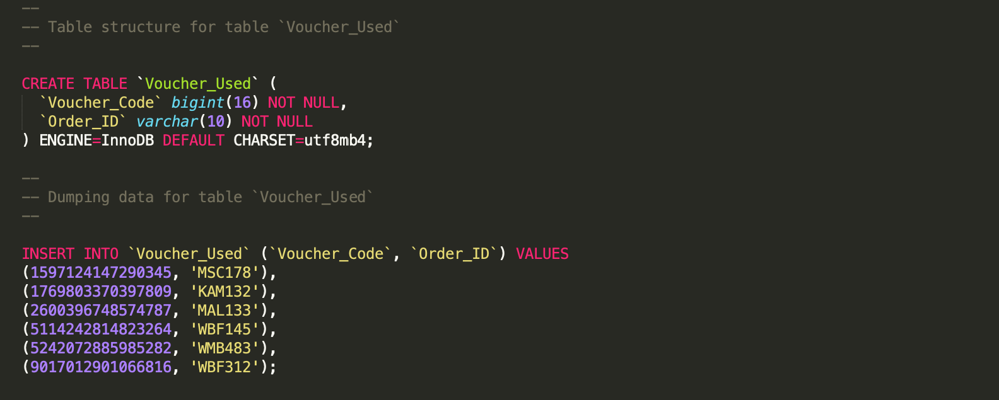 --
-- Table structure for table `Voucher_Used`
--
CREATE TABLE `Voucher_Used` (
  `Voucher_Code` bigint(16) NOT NULL,
  `Order_ID` varchar(10) NOT NULL
) ENGINE=InnoDB DEFAULT CHARSET=utf8mb4;
--
-- Dumping data for table `Voucher_Used`
--
INSERT INTO `Voucher_Used` (`Voucher_Code`, `Order_ID`) VALUES
(1597124147290345, 'MSC178'),
(1769803370397809, 'KAM132'),
(2600396748574787, 'MAL133'),
(5114242814823264, 'WBF145'),
(5242072885985282, 'WMB483'),
(9017012901066816, 'WBF312');